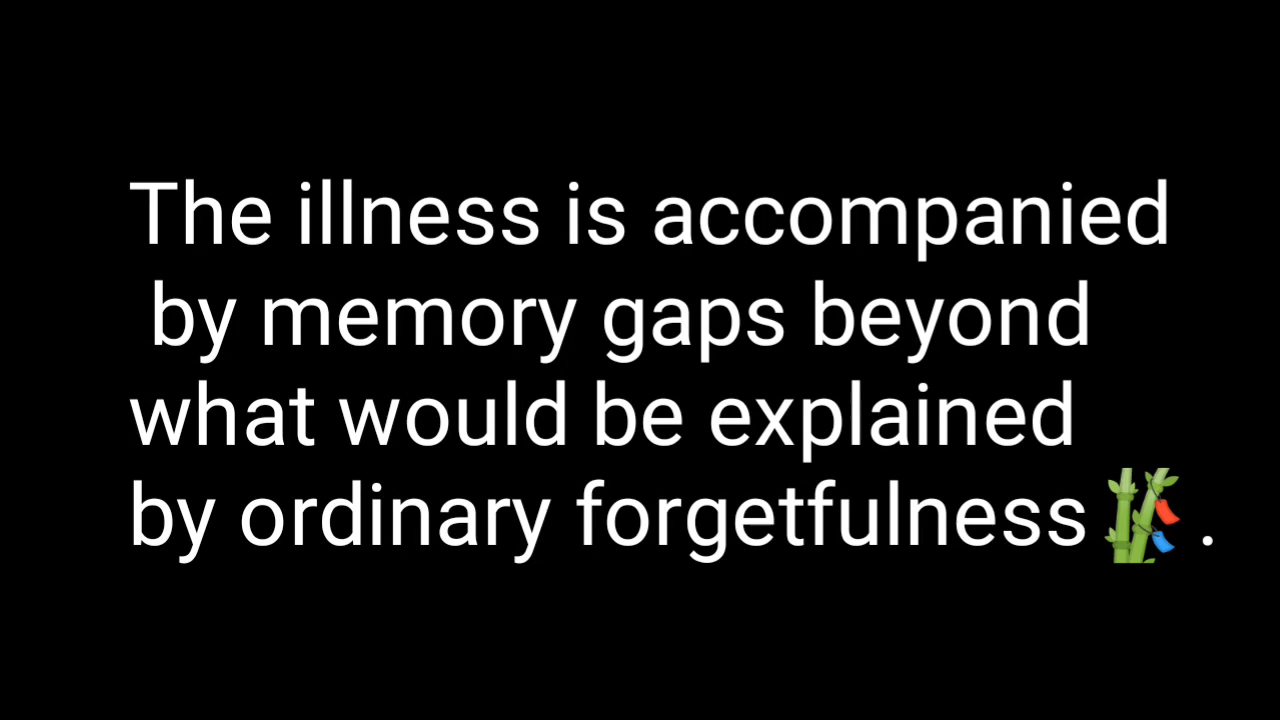 The illness is accompanied
by memory gaps beyond
what would be explained
by ordinary forgetfulness🎋.